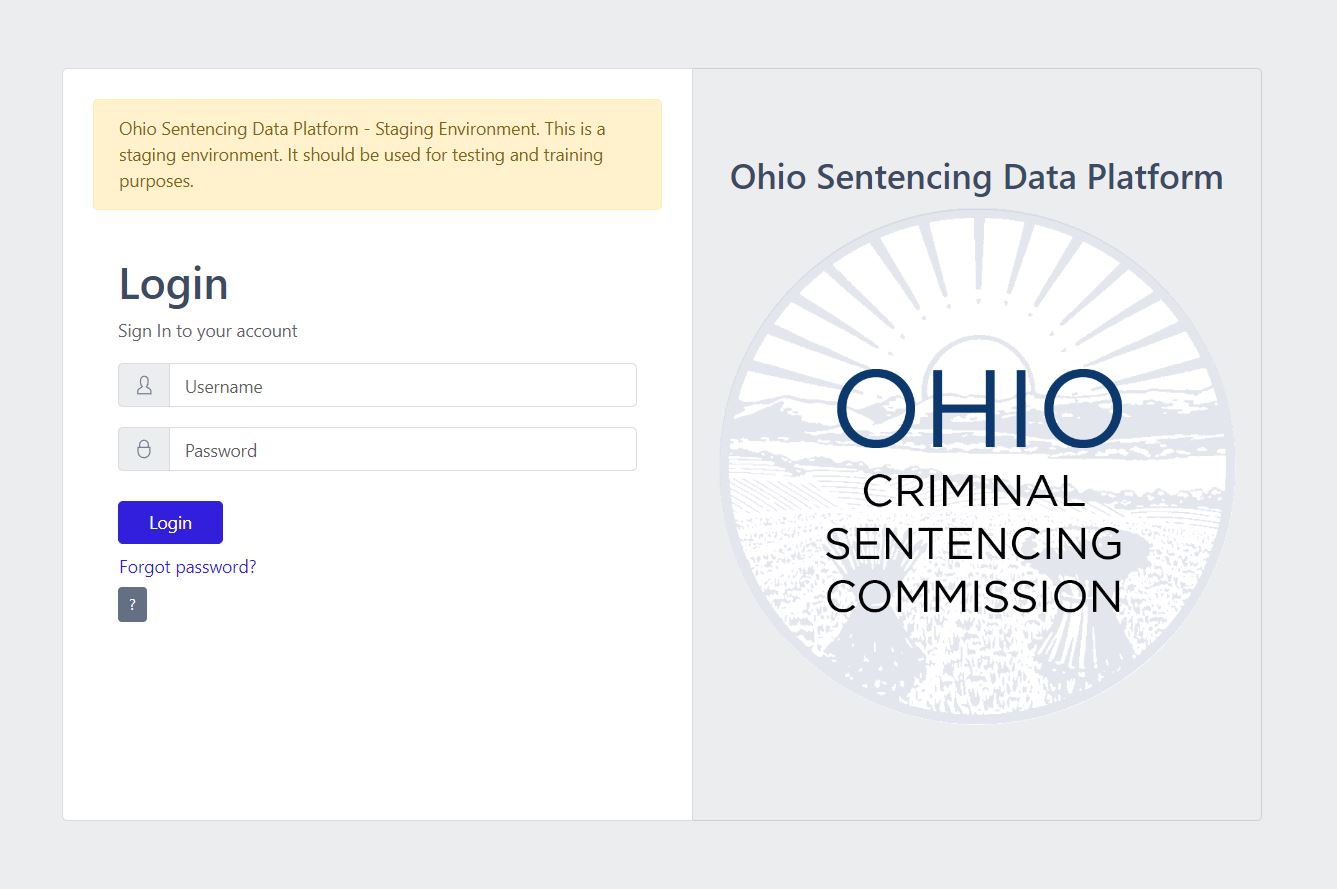 Ohio Sentencing Data Platform - Staging Environment. This is a
staging environment. It should be used for testing and training
purposes.
Login
Sign In to your account
Username
Password
Login
Forgot password?
?
Ohio Sentencing Data Platform
OHIO
CRIMINAL
SENTENCING
COMMISSION